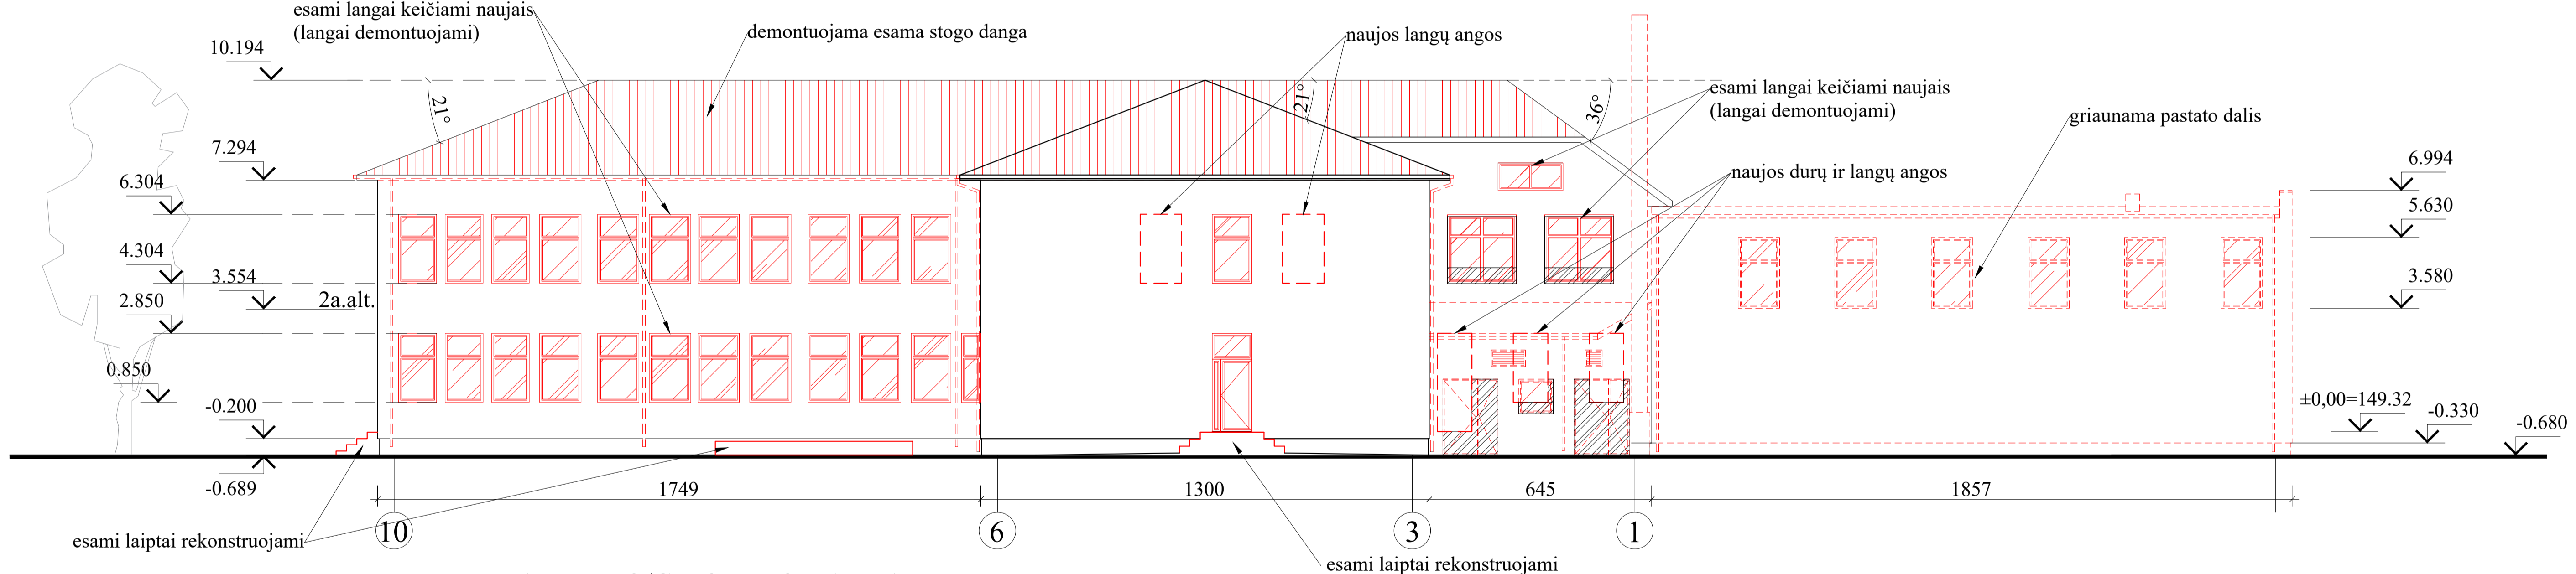 esami langai keičiami naujais
(langai demontuojami)
demontuojama esama stogo danga
naujos langų angos
10.194
21°
21°
36°
esami langai keičiami naujais
(langai demontuojami)
griaunama pastato dalis
naujos durų ir langų angos
7.294
6.304
4.304
3.554
2a.alt.
2.850
0.850
-0.200
-0.689
6.994
5.630
3.580
±0,00=149.32
-0.330
-0.680
1749
1300
645
1857
10
6
3
1
esami laiptai rekonstruojami
esami laiptai rekonstruojami